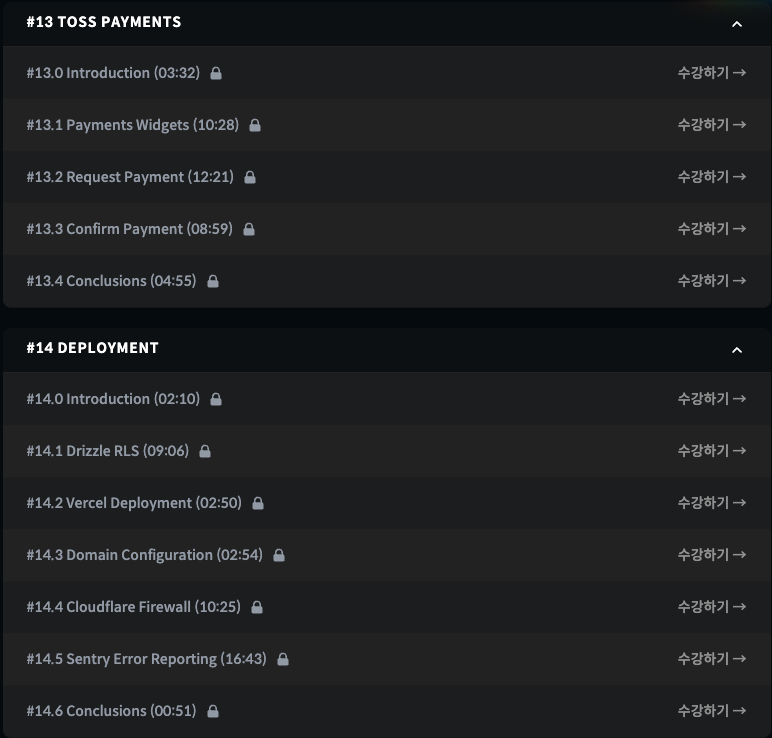 #13 TOSS PAYMENTS
#13.0 Introduction (03:32) 수강하기 →
#13.1 Payments Widgets (10:28) 수강하기 →
#13.2 Request Payment (12:21) 수강하기 →
#13.3 Confirm Payment (08:59) 수강하기 →
#13.4 Conclusions (04:55) 수강하기 →
#14 DEPLOYMENT
#14.0 Introduction (02:10) 수강하기 →
#14.1 Drizzle RLS (09:06) 수강하기 →
#14.2 Vercel Deployment (02:50) 수강하기 →
#14.3 Domain Configuration (02:54) 수강하기 →
#14.4 Cloudflare Firewall (10:25) 수강하기 →
#14.5 Sentry Error Reporting (16:43) 수강하기 →
#14.6 Conclusions (00:51) 수강하기 →